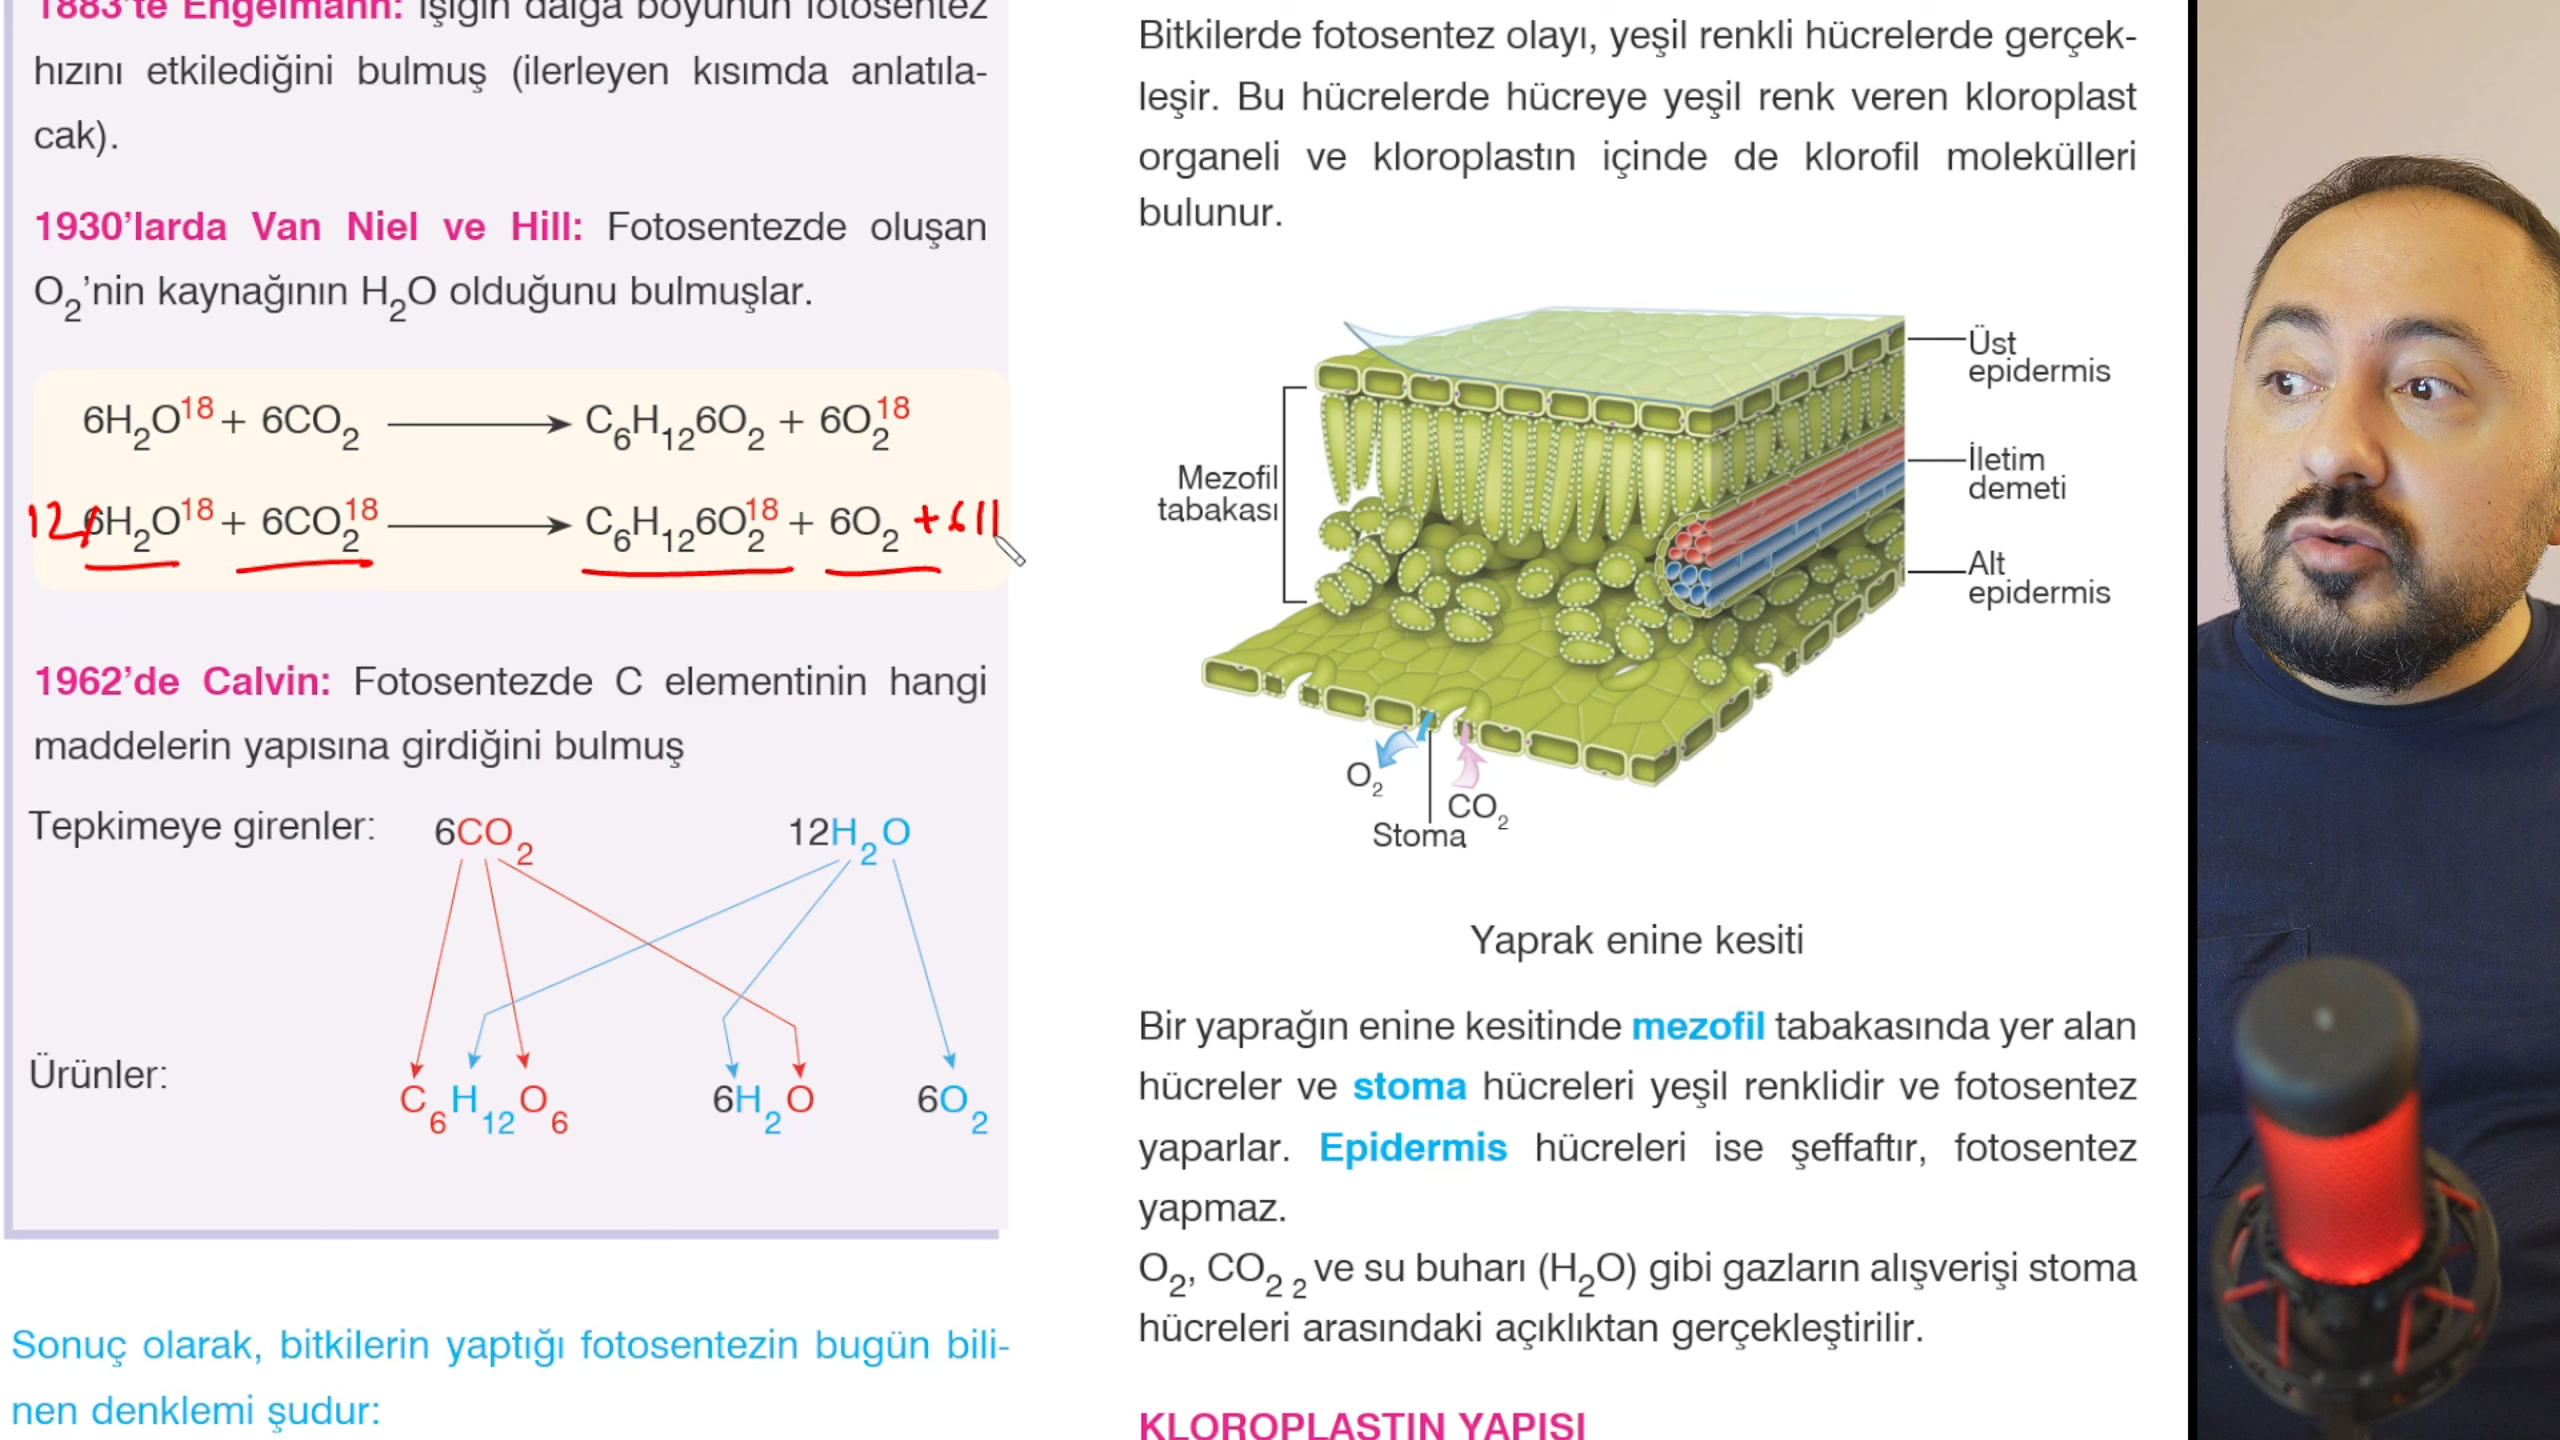 1883'te Engelmann: Işığın dalga boyunun fotosentez
hızını etkilediğini bulmuş (ilerleyen kısımda anlatıla-
cak).
1930'larda Van Niel ve Hill: Fotosentezde oluşan
O2'nin kaynağının H2O olduğunu bulmuşlar.
6H2O18 + 6CO2 → C6H126O2 + 6O2 18
12 6H2O18 + 6CO2 18 → C6H126O2 18 + 6O2 + 6
1962'de Calvin: Fotosentezde C elementinin hangi
maddelerin yapısına girdiğini bulmuş
Tepkimeye girenler: 6CO2 12H2O
Ürünler: C6H12O6 6H2O 6O2
Sonuç olarak, bitkilerin yaptığı fotosentezin bugün bili-
nen denklemi şudur:
Bitkilerde fotosentez olayı, yeşil renkli hücrelerde gerçek-
leşir. Bu hücrelerde hücreye yeşil renk veren kloroplast
organeli ve kloroplastın içinde de klorofil molekülleri
bulunur.
Üst
epidermis
Mezofil
tabakası
İletim
demeti
Alt
epidermis
O2
CO2
Stoma
Yaprak enine kesiti
Bir yaprağın enine kesitinde mezofil tabakasında yer alan
hücreler ve stoma hücreleri yeşil renklidir ve fotosentez
yaparlar. Epidermis hücreleri ise şeffaftır, fotosentez
yapmaz.
O2, CO2 2 ve su buharı (H2O) gibi gazların alışverişi stoma
hücreleri arasındaki açıklıktan gerçekleştirilir.
KLOROPLASTIN YAPISI